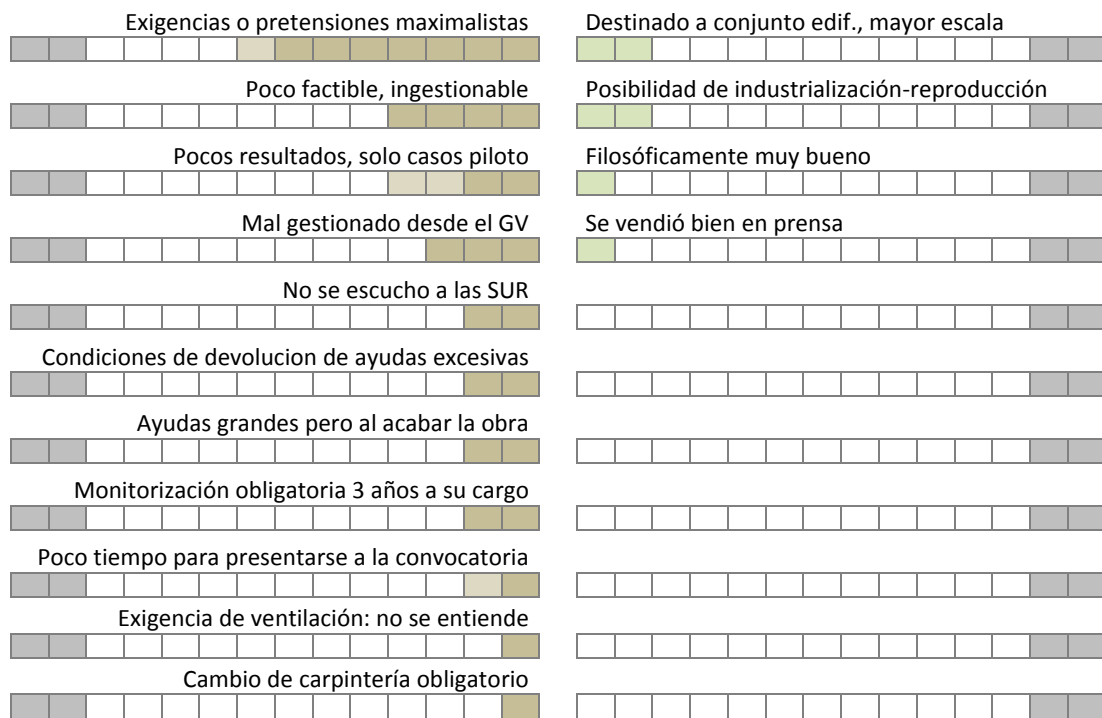 Exigencias o pretensiones maximalistas
Destinado a conjunto edif., mayor escala
Poco factible, ingestionable
Posibilidad de industrialización-reproducción
Pocos resultados, solo casos piloto
Filosóficamente muy bueno
Mal gestionado desde el GV
Se vendió bien en prensa
No se escucho a las SUR
Condiciones de devolucion de ayudas excesivas
Ayudas grandes pero al acabar la obra
Monitorización obligatoria 3 años a su cargo
Poco tiempo para presentarse a la convocatoria
Exigencia de ventilación: no se entiende
Cambio de carpintería obligatorio